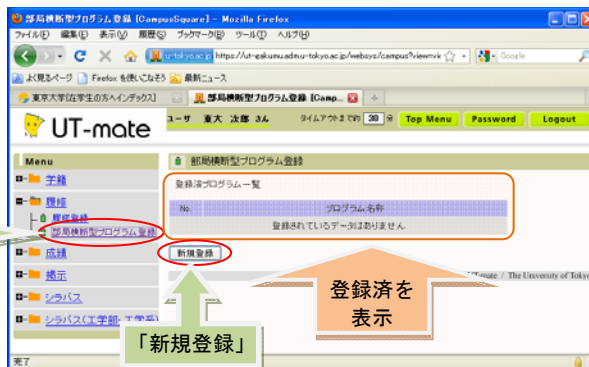 部局横断型プログラム登録 [CampusSquare] - Mozilla Firefox
ファイル(F) 編集(E) 表示(V) 履歴(S) ブックマーク(B) ツール(T) ヘルプ(H)
u-tokyo.ac.jp https://ut-gakumu.adm.u-tokyo.ac.jp/websys/campus?view=vie Google
よく見るページ Firefox を使いこなそう 最新ニュース
東京大学[在学生の方へインデックス] 部局横断型プログラム登録 [Camp...
UT-mate
ユーザ 東大 次郎 さん タイムアウトまで約 30 分 Top Menu Password Logout
Menu
部局横断型プログラム登録
学籍
登録済プログラム一覧
履修
No. プログラム名称
履修登録
登録されているデータはありません
部局横断型プログラム登録
成績
新規登録
掲示
UT-mate / The University of Tokyo
シラバス
シラバス(工学部・工学系)
登録済を
表示
「新規登録」
完了